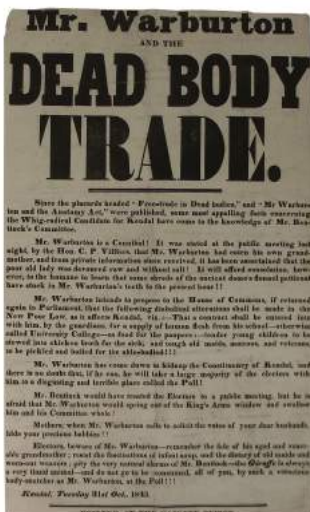 Mr. Warburton
AND THE
DEAD BODY
TRADE.
Since the placards headed "Free-trade in Dead Bodies," and "Mr Warbur-
ton and the Anatomy Act," were published, some most appalling facts concerning
the Whig-radical Candidate for Kendal have come to the knowledge of Mr. Ben-
tinck's Committee.
Mr. Warburton is a Cannibal! It was stated at the public meeting last
night, by the Hon. C. P. Villiers, that Mr. Warburton had eaten his own grand-
mother, and from private information since received, it has been ascertained that the
poor old lady was devoured raw and without salt! It will afford consolation, how-
ever, to the humane to learn that some shreds of the ancient dame's flannel petticoat
have stuck in Mr. Warburton's teeth to the present hour!!
Mr. Warburton intends to propose to the House of Commons, if returned
again to Parliament, that the following diabolical alterations shall be made in the
New Poor Law, as it affects Kendal, viz.:—That a contract shall be entered into
with him, by the guardians, for a supply of human flesh from his school—otherwise
called University College—as food for the paupers—tender young children to be
stewed into chicken broth for the sick; and tough old maids, matrons, and veterans
to be pickled and boiled for the ablebodied!!!
Mr. Warburton has come down to kidnap the Constituency of Kendal, and
there is no doubt that, if he can, he will take a large majority of the electors with
him to a disgusting and terrible place called the Poll!
Mr. Bentinck would have treated the Electors in a public meeting, but he is
afraid that Mr. Warburton would spring out of the King's Arms window and swallow
him and his Committee whole!
Mothers, when Mr. Warburton calls to solicit the votes of your dear husbands,
hide your precious babbies!!
Electors, beware of Mr. Warburton—remember the fate of his aged and vener-
able grandmother; resist the fascinations of infant soup, and the dietary of old maids and
worn-out ; pity the very natural alarms of Mr. Bentinck—the Giraffe is always
a very timid animal—and do not go to be consumed, all of you, by such a voracious
body-snatcher as Mr. Warburton, at the Poll!!!
Kendal, Tuesday 31st Oct., 1843.